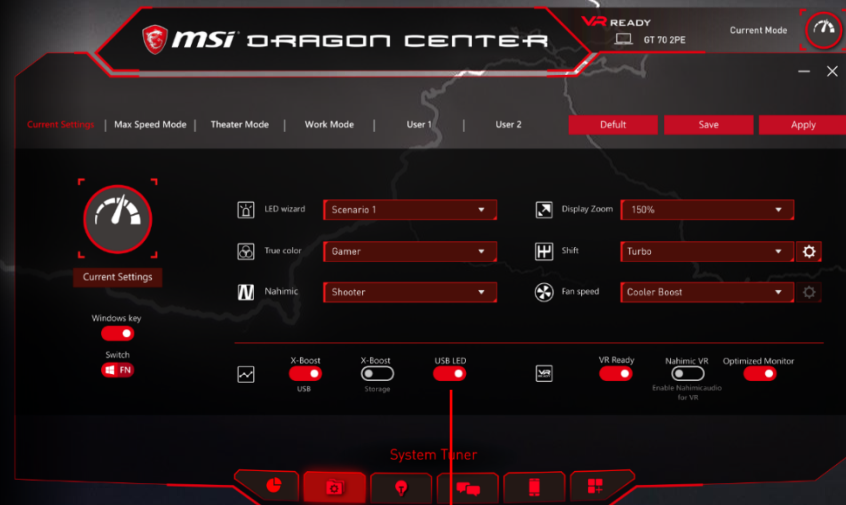 msi DRAGON CENTER
VR READY
GT 70 2PE
Current Mode
Current Settings | Max Speed Mode | Theater Mode | Work Mode | User 1 | User 2
Defult
Save
Apply
Current Settings
Windows key
Switch
FN
LED wizard
Scenario 1
True color
Gamer
Nahimic
Shooter
Display Zoom
150%
Shift
Turbo
Fan speed
Cooler Boost
X-Boost
USB
X-Boost
Storage
USB LED
VR
VR Ready
Nahimic VR
Enable Nahimicaudio
for VR
Optimized Monitor
System Tuner